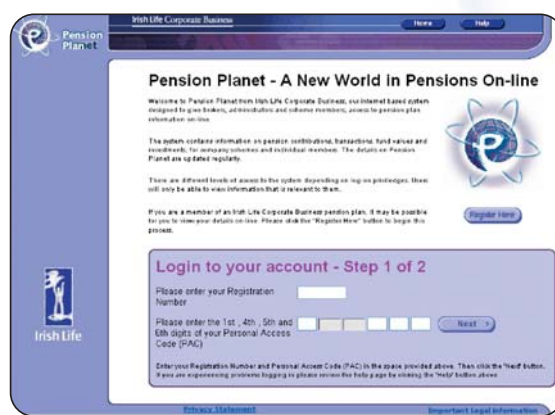 Irish Life Corporate Business
Home
Help
Pension
Planet
Pension Planet - A New World in Pensions On-line
Welcome to Pension Planet from Irish Life Corporate Business, our internet based system
designed to give brokers, administrators and scheme members, access to pension plan
information on-line.
The system contains information on pension contributions, transactions, fund values and
investments, for company schemes and individual members. The details on Pension
Planet are updated regularly.
There are different levels of access to the system depending on log-on priviledges. Users
will only be able to view information that is relevant to them.
If you are a member of an Irish Life Corporate Business pension plan, it may be possible
for you to view your details on-line. Please click the "Register Here" button to begin this
process.
Register Here
Login to your account - Step 1 of 2
Please enter your Registration
Number
Please enter the 1st , 4th , 5th and
6th digits of your Personal Access
Code (PAC)
Next >
Enter your Registration Number and Personal Access Code (PAC) in the space provided above. Then click the 'Next' button.
If you are experiencing problems logging in please review the help page by clicking the 'Help' button above.
Irish Life
Privacy Statement
Important Legal Information